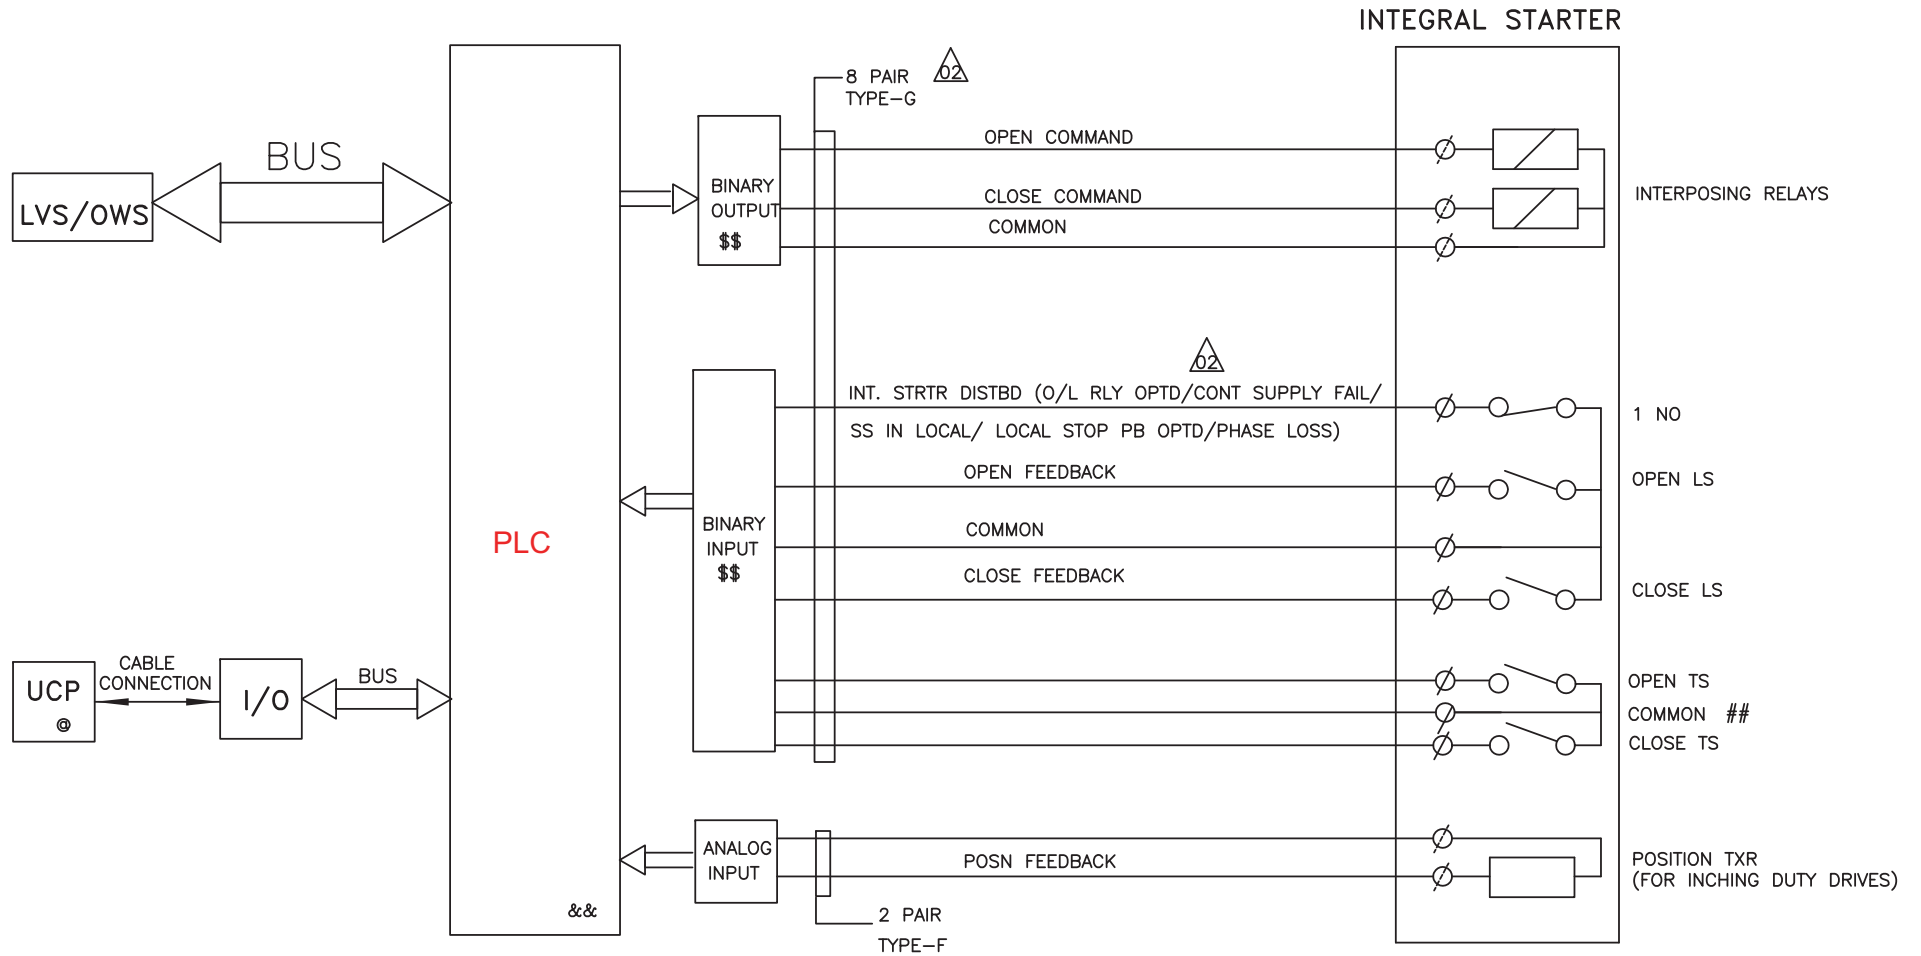 INTEGRAL STARTER
8 PAIR
TYPE-G
02
BUS
LVS/OWS
BINARY
OUTPUT
$$
OPEN COMMAND
CLOSE COMMAND
COMMON
INTERPOSING RELAYS
02
INT. STRTR DISTBD (O/L RLY OPTD/CONT SUPPLY FAIL/
SS IN LOCAL/ LOCAL STOP PB OPTD/PHASE LOSS)
1 NO
OPEN FEEDBACK
OPEN LS
PLC
BINARY
INPUT
$$
COMMON
CLOSE FEEDBACK
CLOSE LS
UCP
@
CABLE
CONNECTION
I/O
BUS
OPEN TS
COMMON ##
CLOSE TS
ANALOG
INPUT
POSN FEEDBACK
POSITION TXR
(FOR INCHING DUTY DRIVES)
&&
2 PAIR
TYPE-F